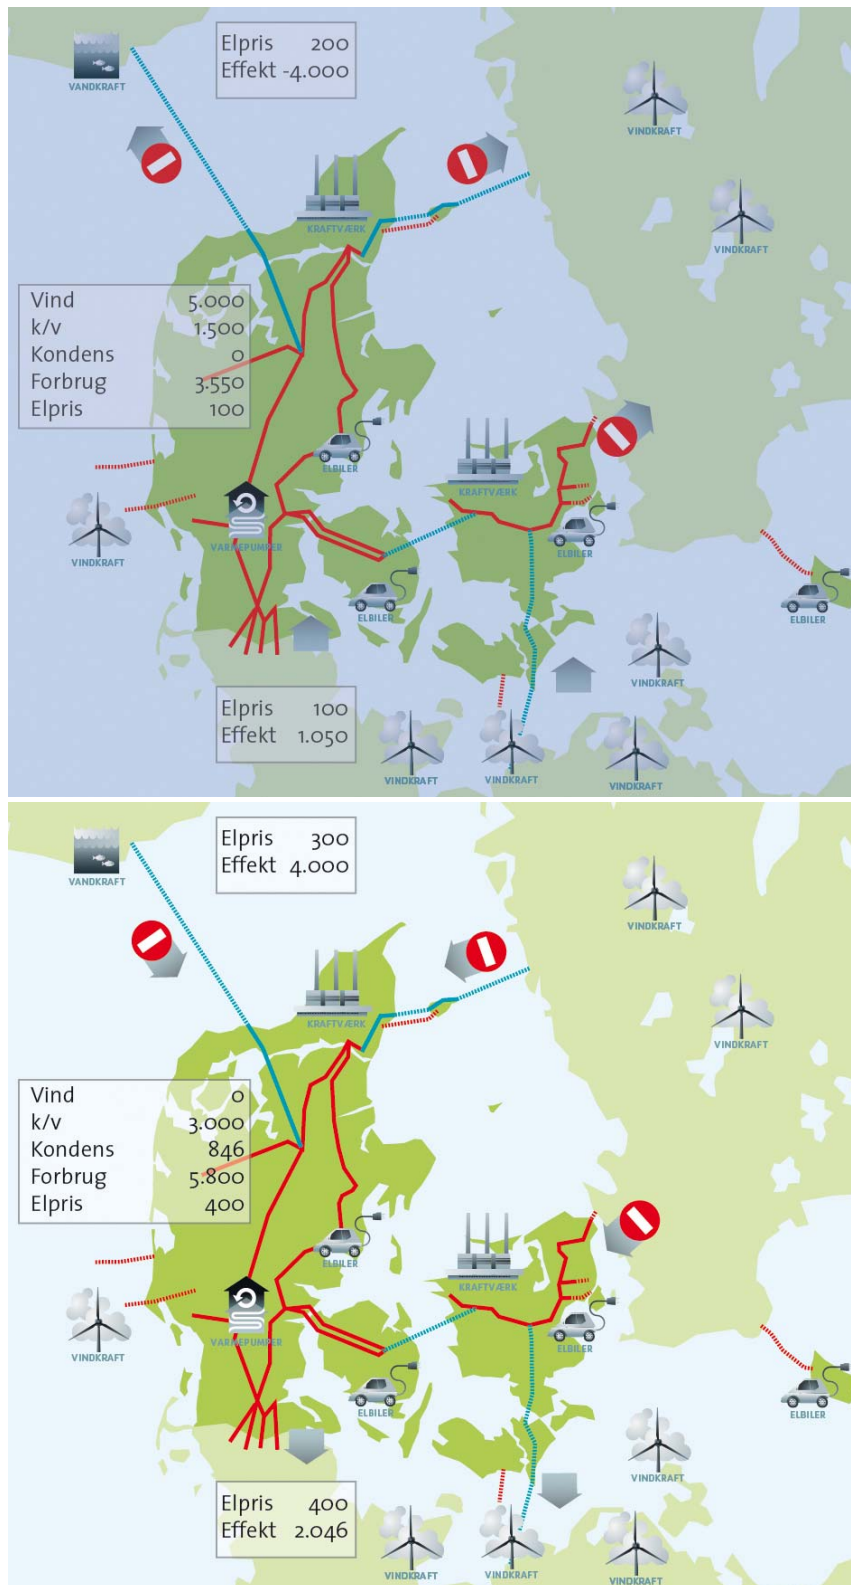 Elpris 200
Effekt -4.000
VANDKRAFT
VINDKRAFT
VINDKRAFT
KRAFTVÆRK
Vind 5.000
k/v 1.500
Kondens 0
Forbrug 3.550
Elpris 100
ELBILER
KRAFTVÆRK
VINDKRAFT
VARMEPUMPER
ELBILER
ELBILER
ELBILER
VINDKRAFT
Elpris 100
Effekt 1.050
VINDKRAFT
VINDKRAFT
VINDKRAFT
Elpris 300
Effekt 4.000
VANDKRAFT
VINDKRAFT
VINDKRAFT
KRAFTVÆRK
Vind 0
k/v 3.000
Kondens 846
Forbrug 5.800
Elpris 400
ELBILER
KRAFTVÆRK
VINDKRAFT
VARMEPUMPER
ELBILER
ELBILER
ELBILER
VINDKRAFT
Elpris 400
Effekt 2.046
VINDKRAFT
VINDKRAFT
VINDKRAFT